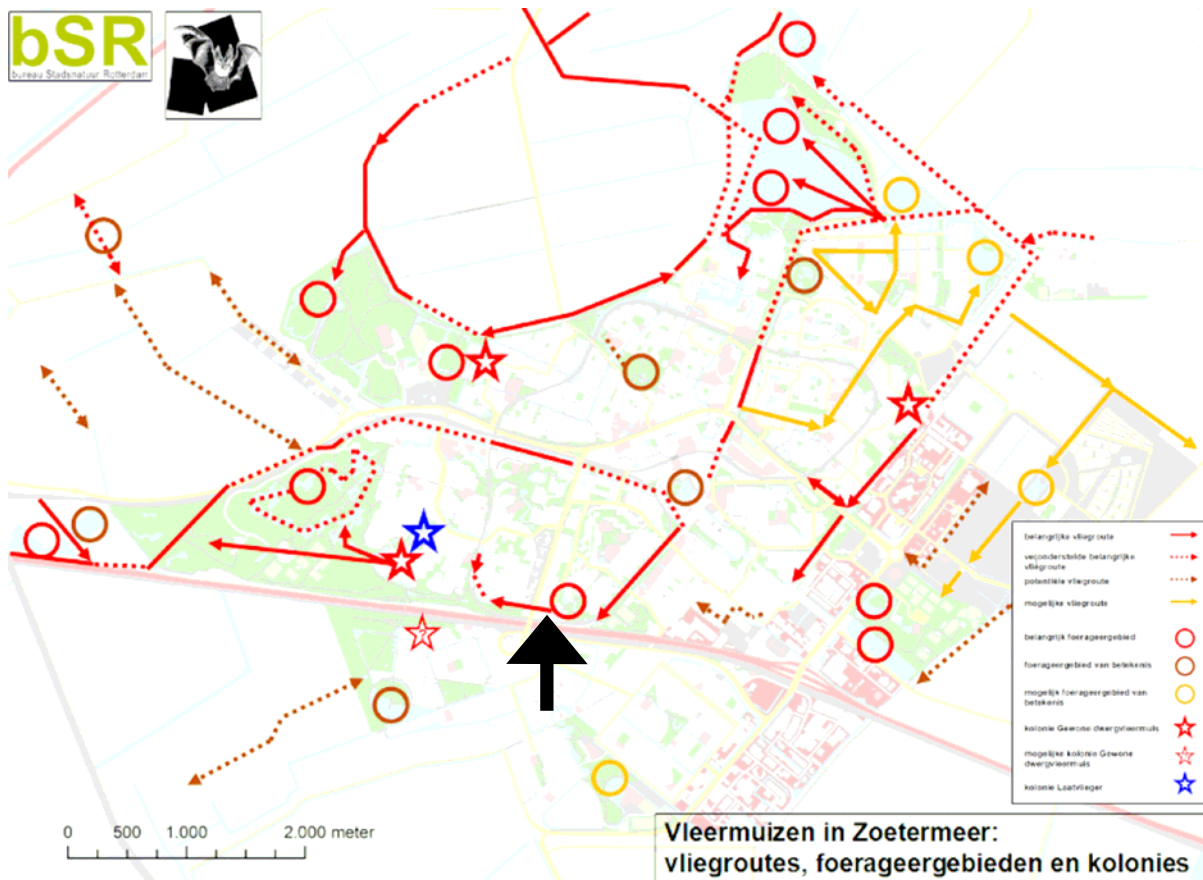 bSR
bureau Stadsnatuur Rotterdam
belangrijke vliegroute
veronderstelde belangrijke
vliegroute
potentiële vliegroute
mogelijke vliegroute
belangrijk foerageergebied
foerageergebied van betekenis
mogelijk foerageergebied van
betekenis
kolonie Gewone dwergvleermuis
mogelijke kolonie Gewone
dwergvleermuis
kolonie Laatvlieger
?
?
0 500 1.000 2.000 meter
Vleermuizen in Zoetermeer:
vliegroutes, foerageergebieden en kolonies